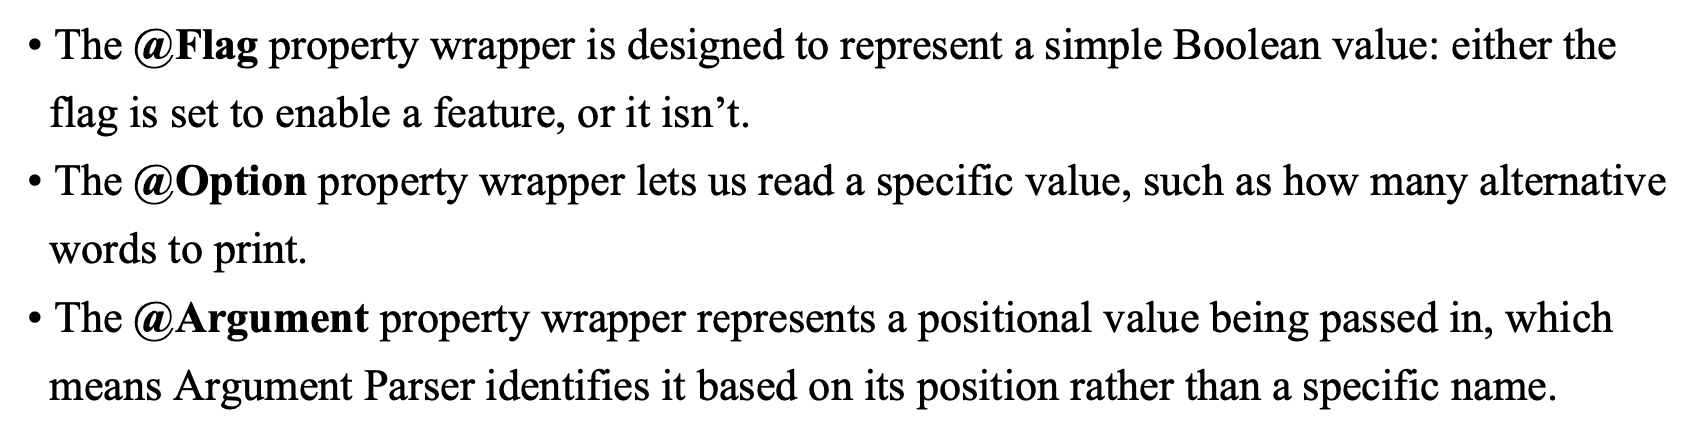 • The @Flag property wrapper is designed to represent a simple Boolean value: either the
flag is set to enable a feature, or it isn’t.
• The @Option property wrapper lets us read a specific value, such as how many alternative
words to print.
• The @Argument property wrapper represents a positional value being passed in, which
means Argument Parser identifies it based on its position rather than a specific name.